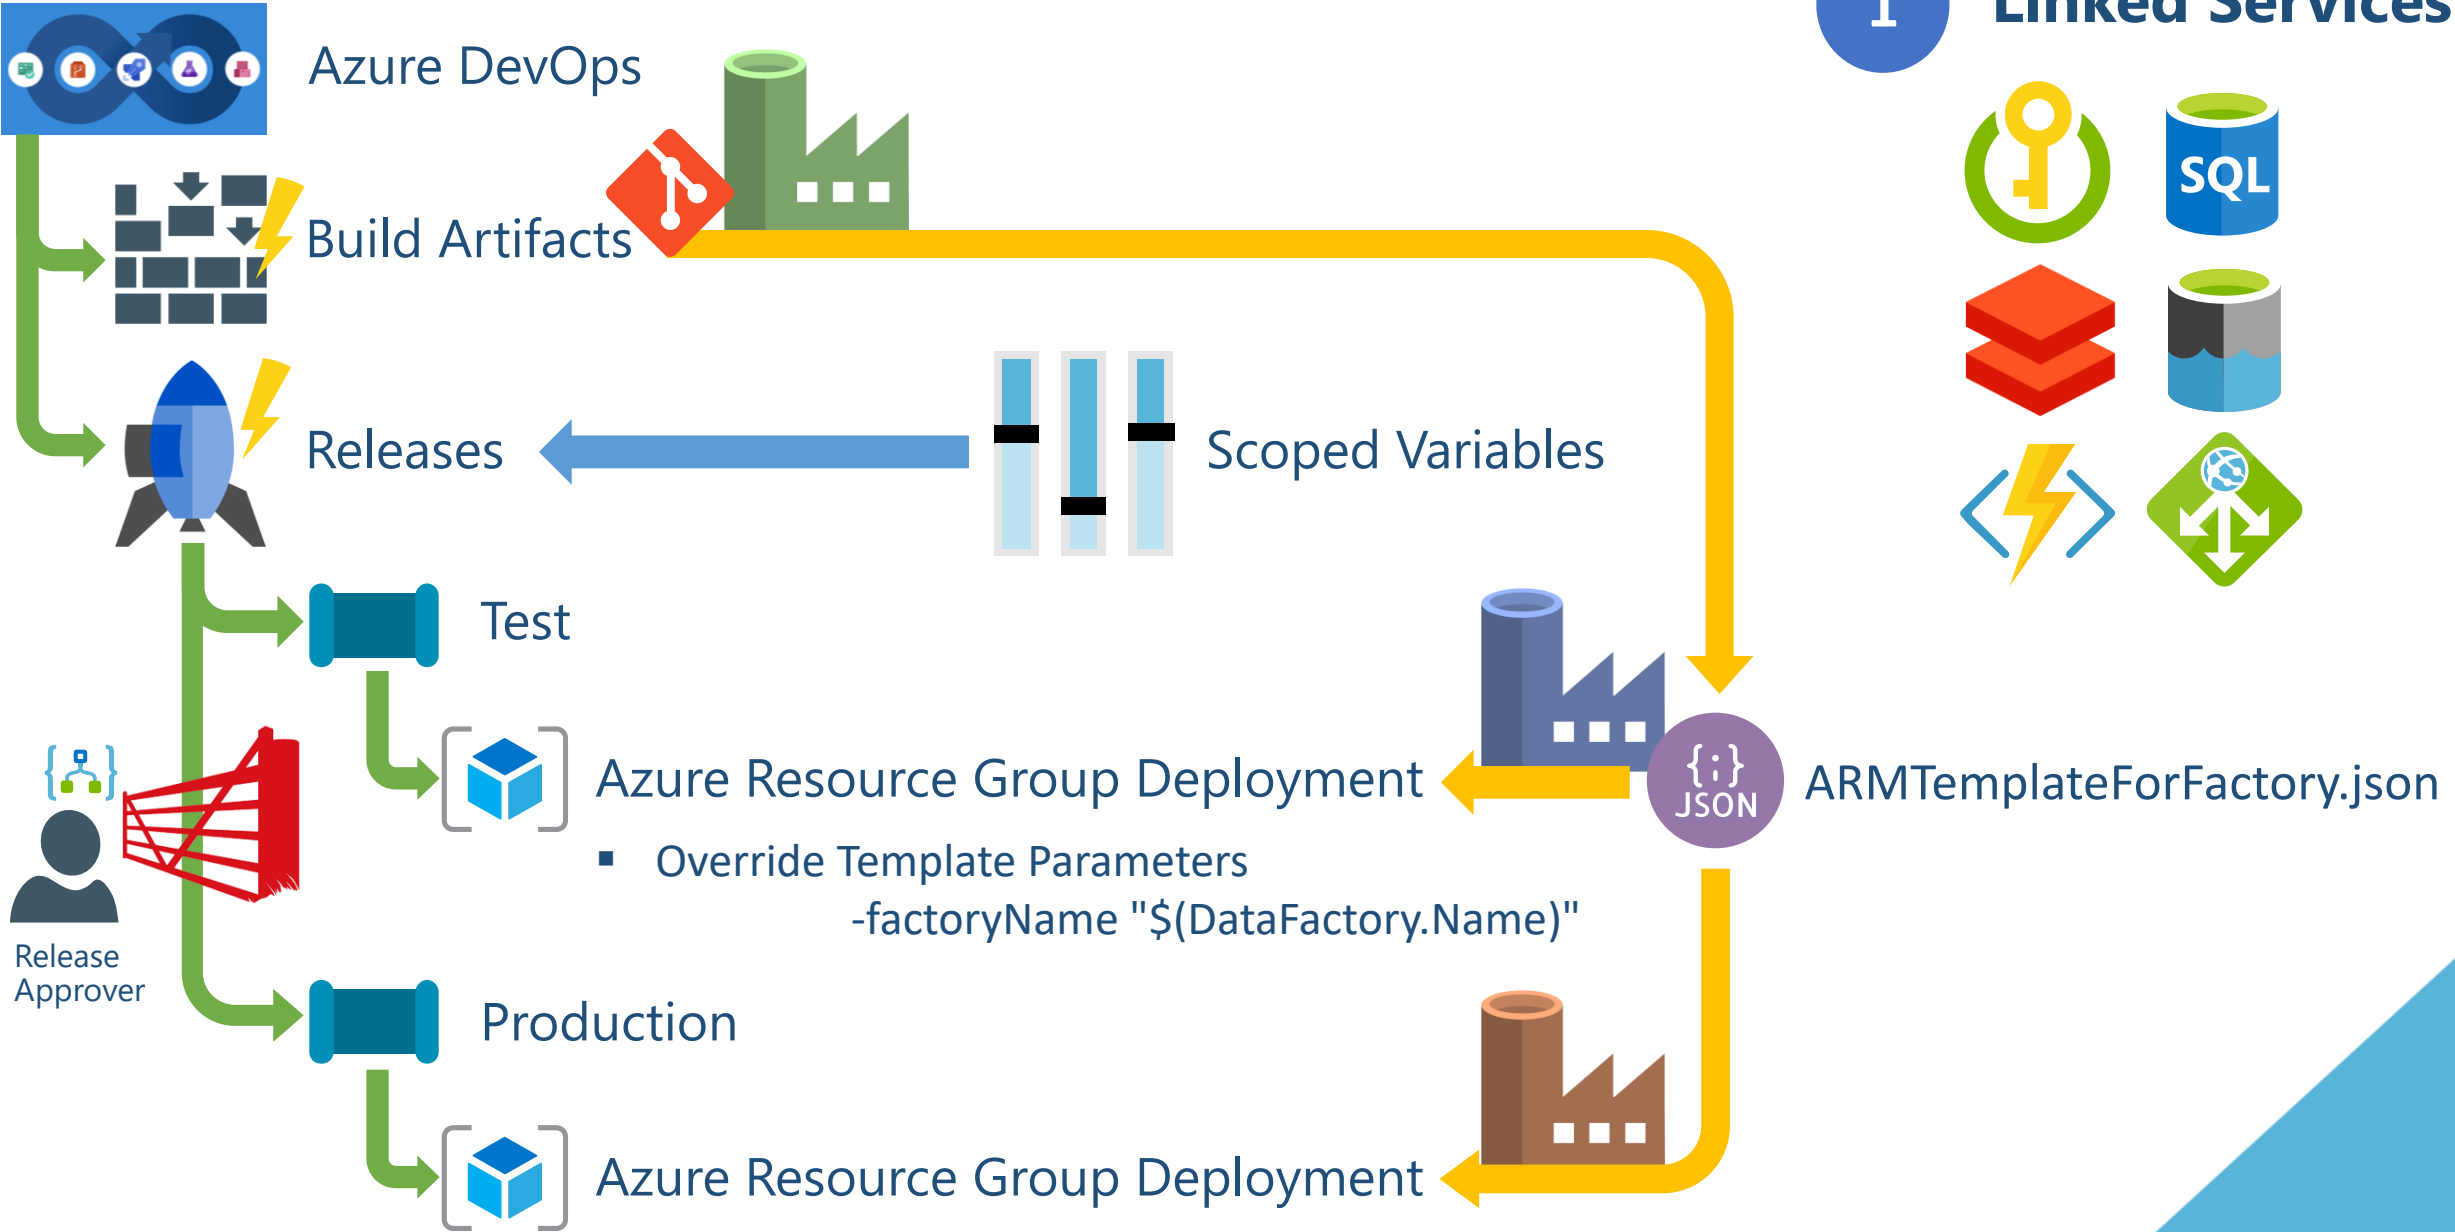 1
Linked Services
Azure DevOps
SQL
Build Artifacts
Releases
Scoped Variables
Test
Azure Resource Group Deployment
{;}
JSON
ARMTemplateForFactory.json
▪ Override Template Parameters
-factoryName "$(DataFactory.Name)"
Release
Approver
Production
Azure Resource Group Deployment